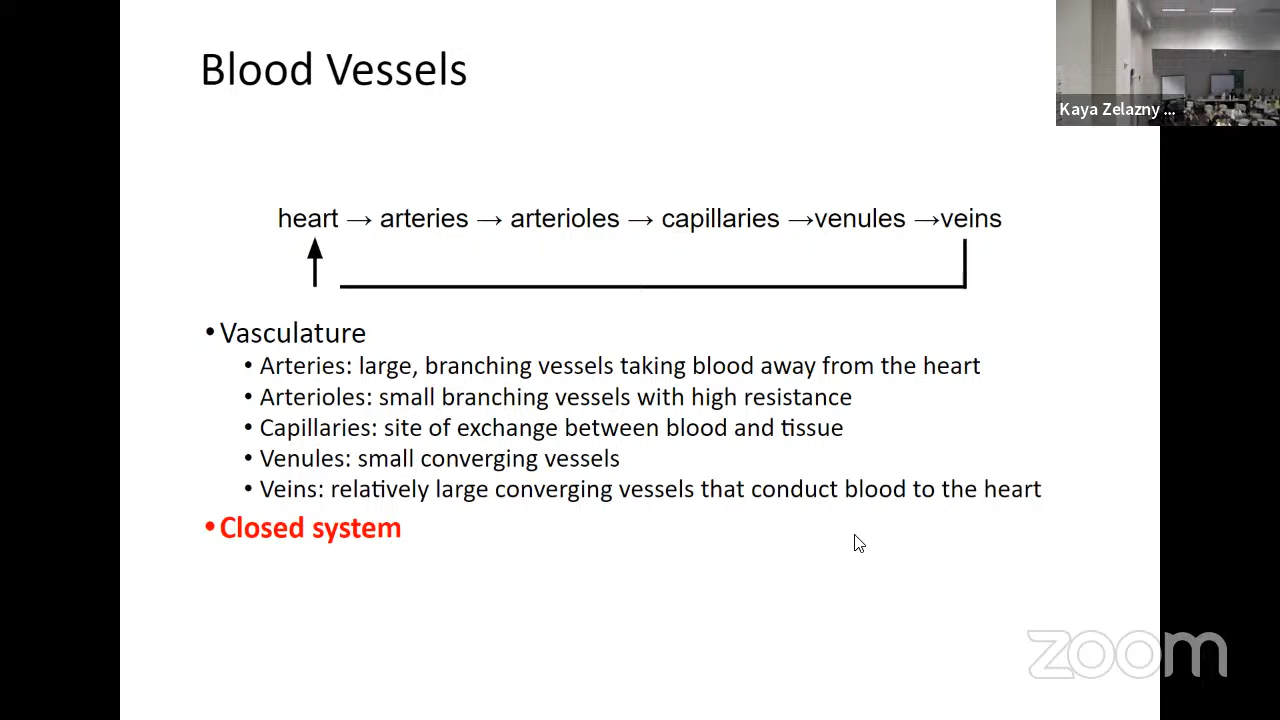 Blood Vessels
Kaya Zelazny ...
heart → arteries → arterioles → capillaries →venules →veins
•Vasculature
• Arteries: large, branching vessels taking blood away from the heart
• Arterioles: small branching vessels with high resistance
• Capillaries: site of exchange between blood and tissue
• Venules: small converging vessels
• Veins: relatively large converging vessels that conduct blood to the heart
•Closed system
zoom